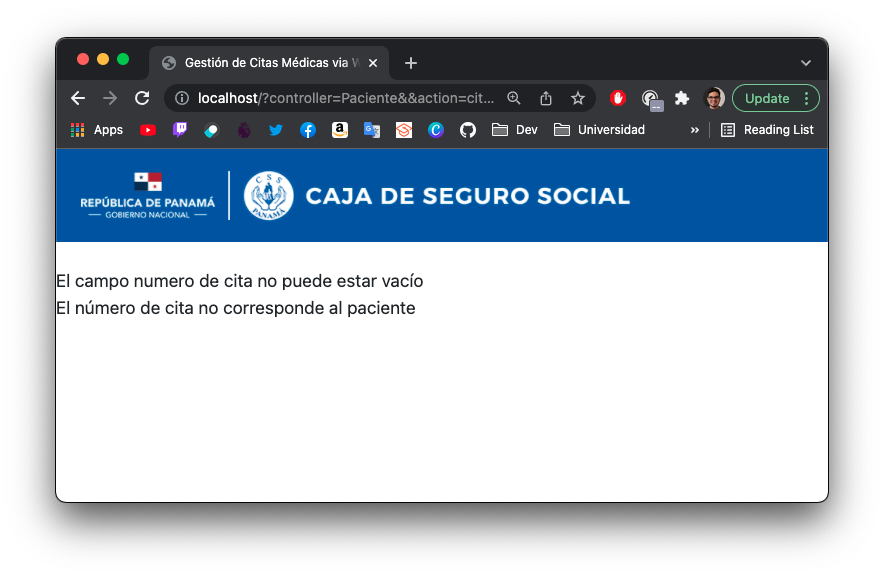 Gestión de Citas Médicas via W
localhost/?controller=Paciente&&action=cit...
Update
Apps
Dev
Universidad
»
Reading List
REPÚBLICA DE PANAMÁ
— GOBIERNO NACIONAL —
CSS
PANAMÁ
CAJA DE SEGURO SOCIAL
El campo numero de cita no puede estar vacío
El número de cita no corresponde al paciente